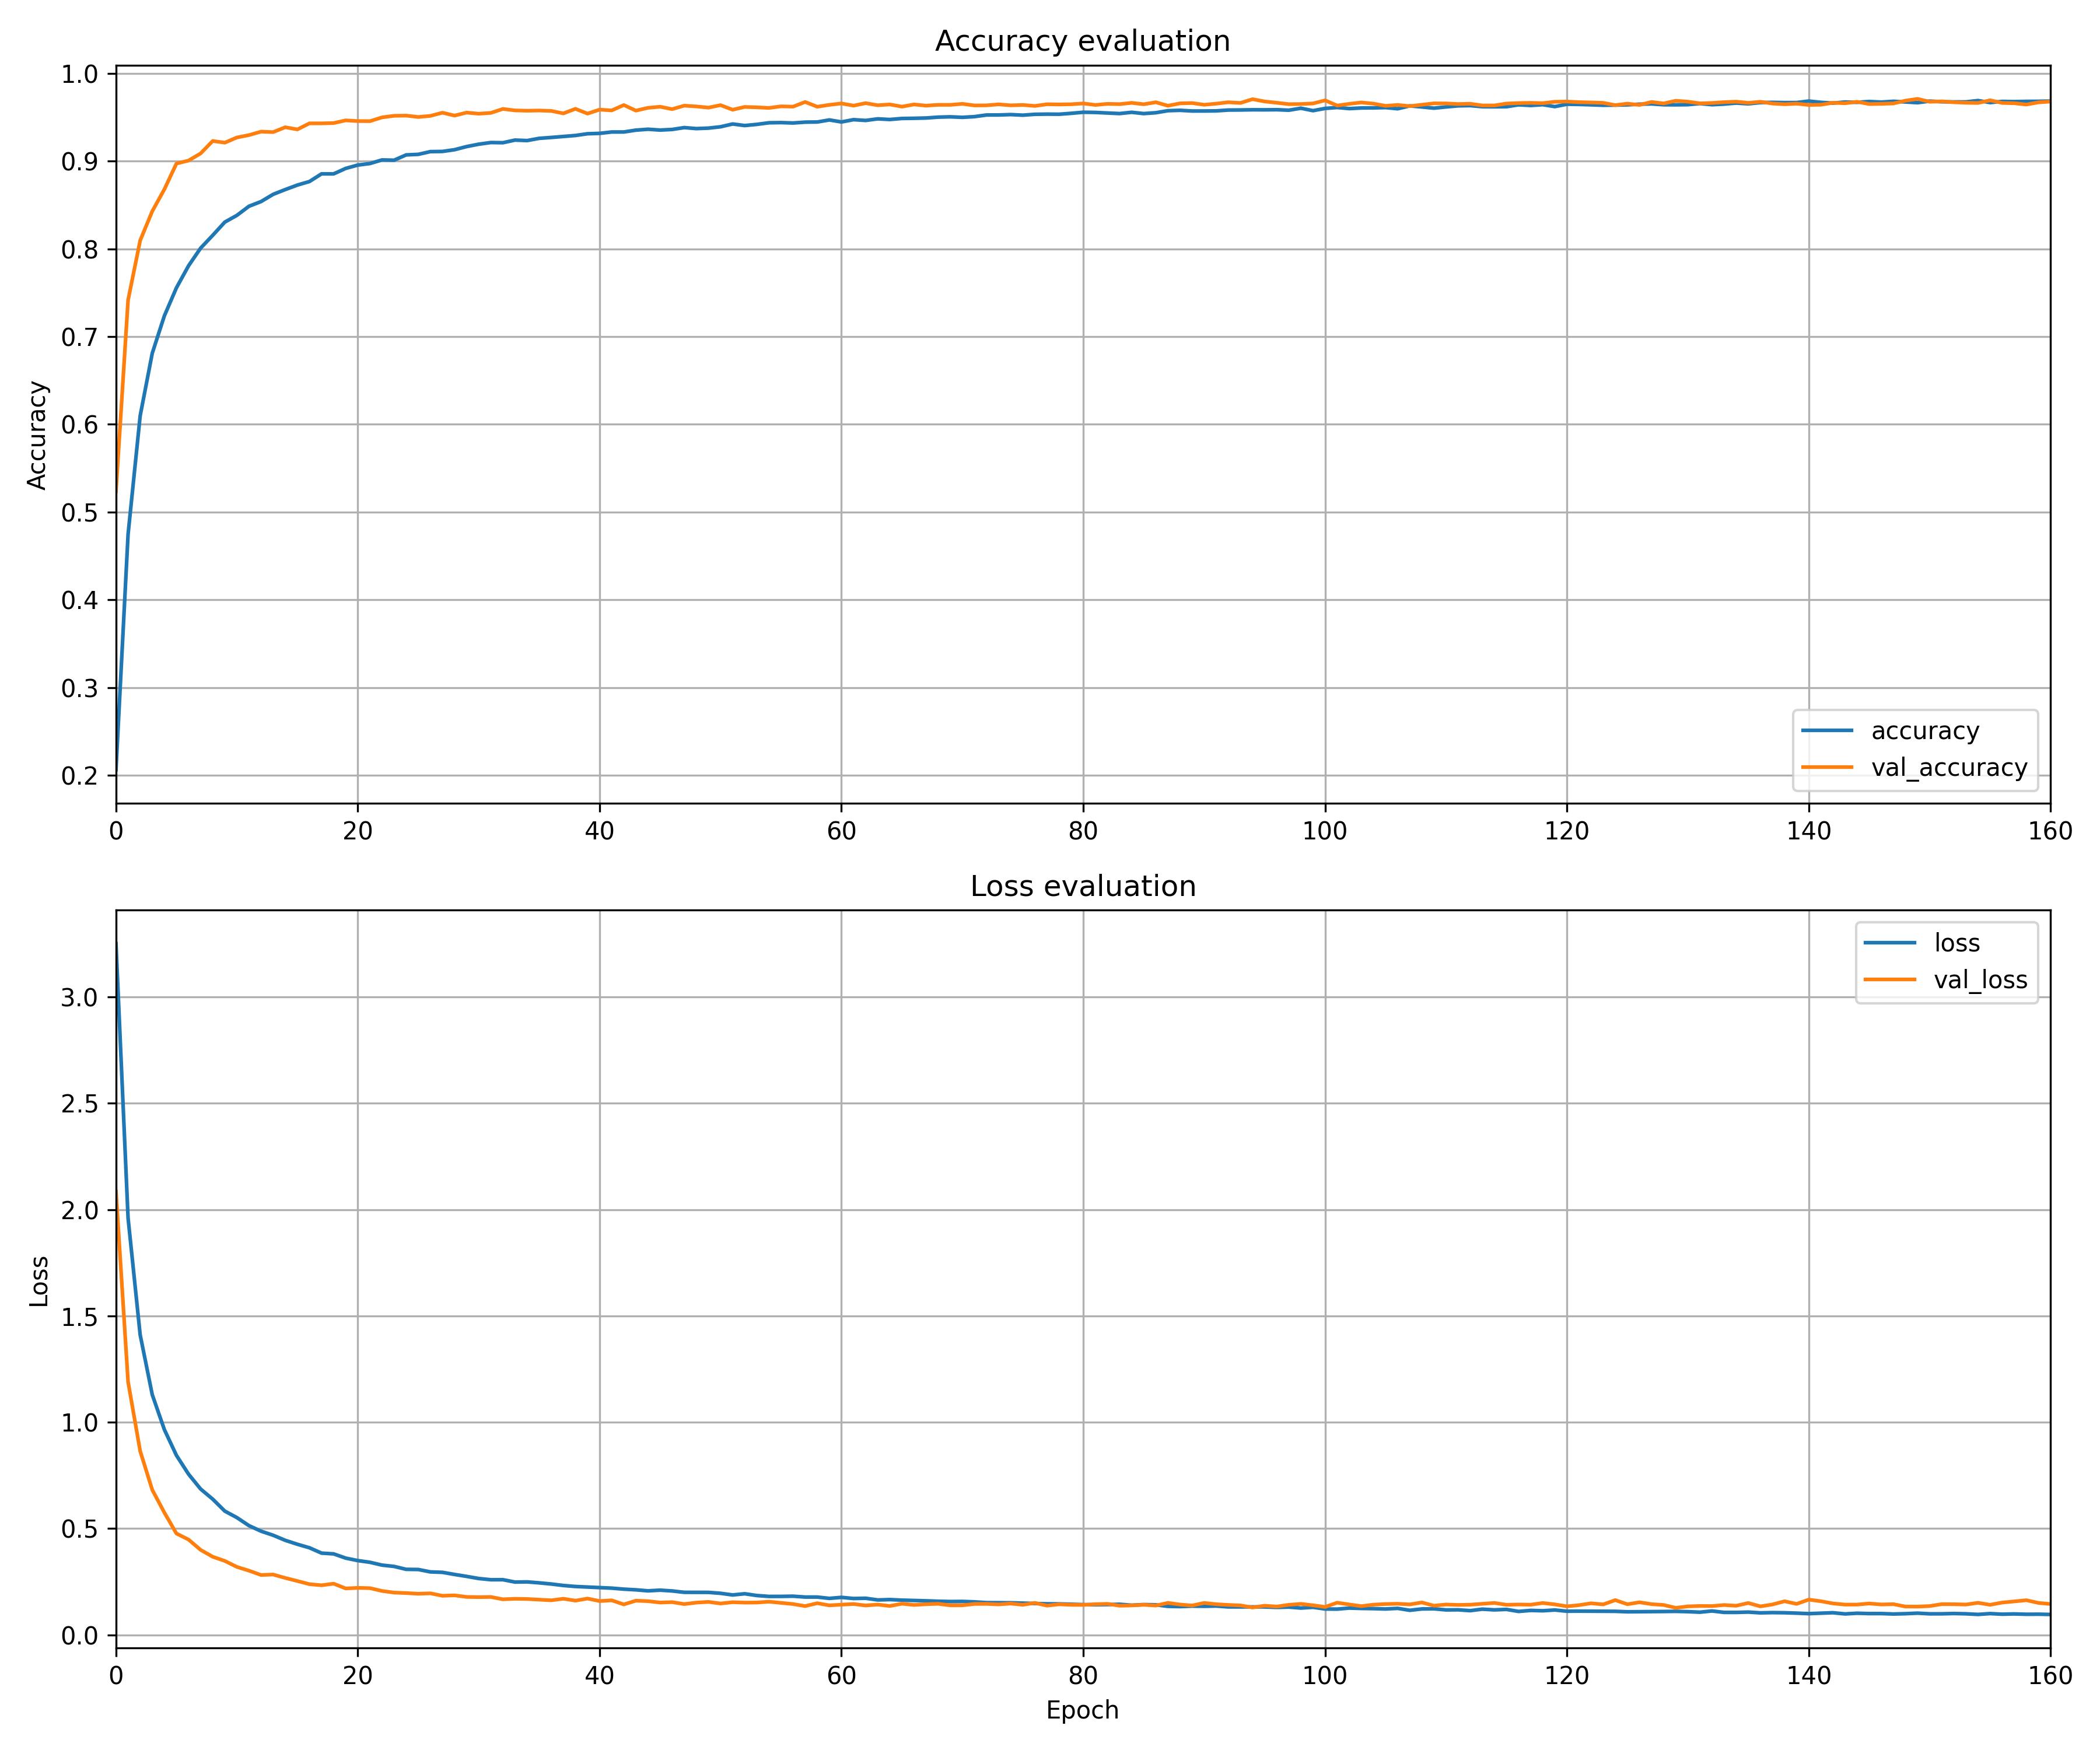 Accuracy evaluation
1.0
0.9
0.8
0.7
0.6
0.5
0.4
0.3
0.2
Accuracy
accuracy
val_accuracy
0 20 40 60 80 100 120 140 160
Loss evaluation
3.0
2.5
2.0
1.5
1.0
0.5
0.0
Loss
loss
val_loss
0 20 40 60 80 100 120 140 160
Epoch